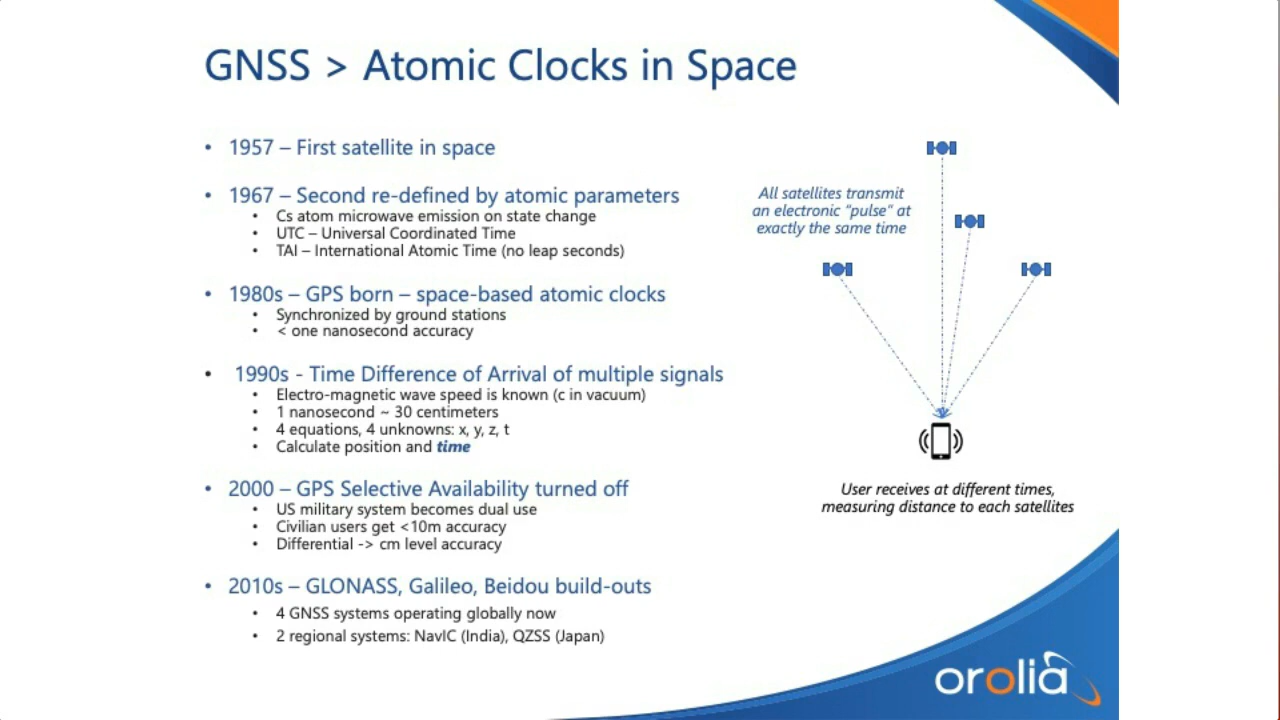 GNSS > Atomic Clocks in Space
• 1957 – First satellite in space
• 1967 – Second re-defined by atomic parameters
• Cs atom microwave emission on state change
• UTC – Universal Coordinated Time
• TAI – International Atomic Time (no leap seconds)
• 1980s – GPS born – space-based atomic clocks
• Synchronized by ground stations
• < one nanosecond accuracy
• 1990s - Time Difference of Arrival of multiple signals
• Electro-magnetic wave speed is known (c in vacuum)
• 1 nanosecond ~ 30 centimeters
• 4 equations, 4 unknowns: x, y, z, t
• Calculate position and time
• 2000 – GPS Selective Availability turned off
• US military system becomes dual use
• Civilian users get <10m accuracy
• Differential -> cm level accuracy
• 2010s – GLONASS, Galileo, Beidou build-outs
• 4 GNSS systems operating globally now
• 2 regional systems: NavIC (India), QZSS (Japan)
All satellites transmit
an electronic “pulse” at
exactly the same time
User receives at different times,
measuring distance to each satellites
orolia